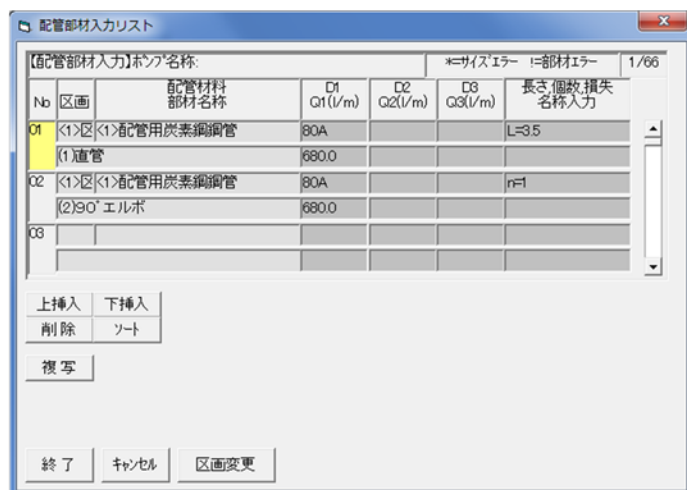 配管部材入力リスト
【配管部材入力】ポンプ名称: *=サイズエラー !=部材エラー 1/66
No 区画 配管材料 部材名称 D1 Q1(l/m) D2 Q2(l/m) D3 Q3(l/m) 長さ,個数,損失 名称入力
01 <1>区 <1>配管用炭素鋼鋼管 80A L=3.5
(1)直管 680.0
02 <1>区 <1>配管用炭素鋼鋼管 80A n=1
(2)90ﾟエルボ 680.0
03
上挿入 下挿入
削除 ソート
複写
終了 キャンセル 区画変更